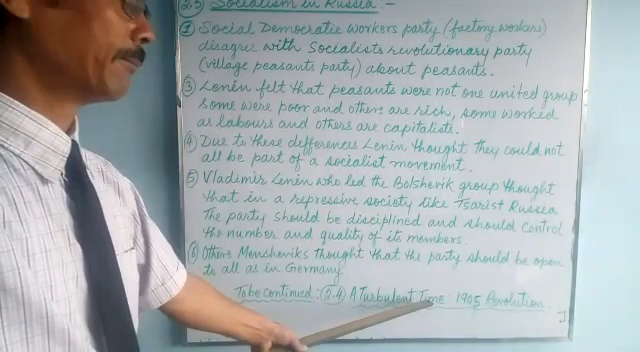 (2.3) Socialism in Russia :-
① Social Democratic workers party (factory workers)
disagree with Socialists revolutionary party
(village peasants party) about peasants.
③ Lenin felt that peasants were not one united group
some were poor and others are rich, some worked
as labours and others are capitalists.
④ Due to these differences Lenin thought they could not
all be part of a socialist movement.
⑤ Vladimir Lenin who led the Bolshevik group thought
that in a repressive society like Tsarist Russia
The party should be disciplined and should control
the number and quality of its members.
⑥ Others Mensheviks thought that the party should be open
to all as in Germany.
To be continued: (2.4) A Turbulent Time: 1905 Revolution.